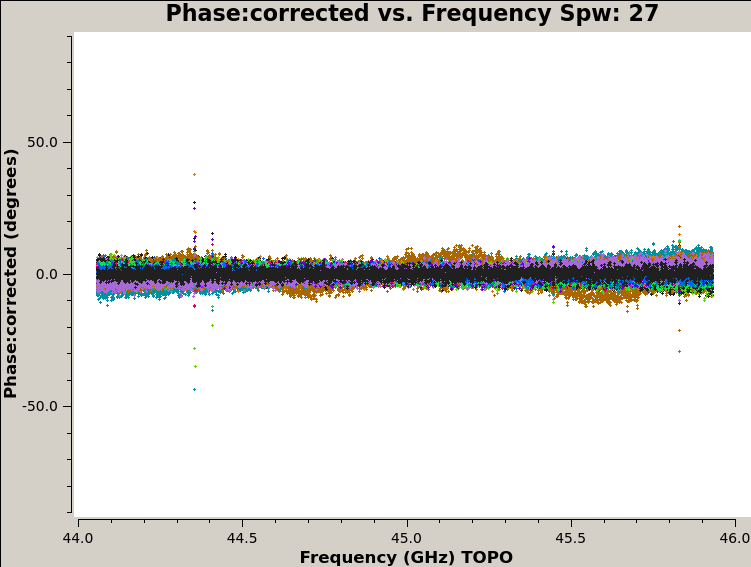 Phase:corrected vs. Frequency Spw: 27
Phase:corrected (degrees)
50.0
0.0
-50.0
44.0 44.5 45.0 45.5 46.0
Frequency (GHz) TOPO